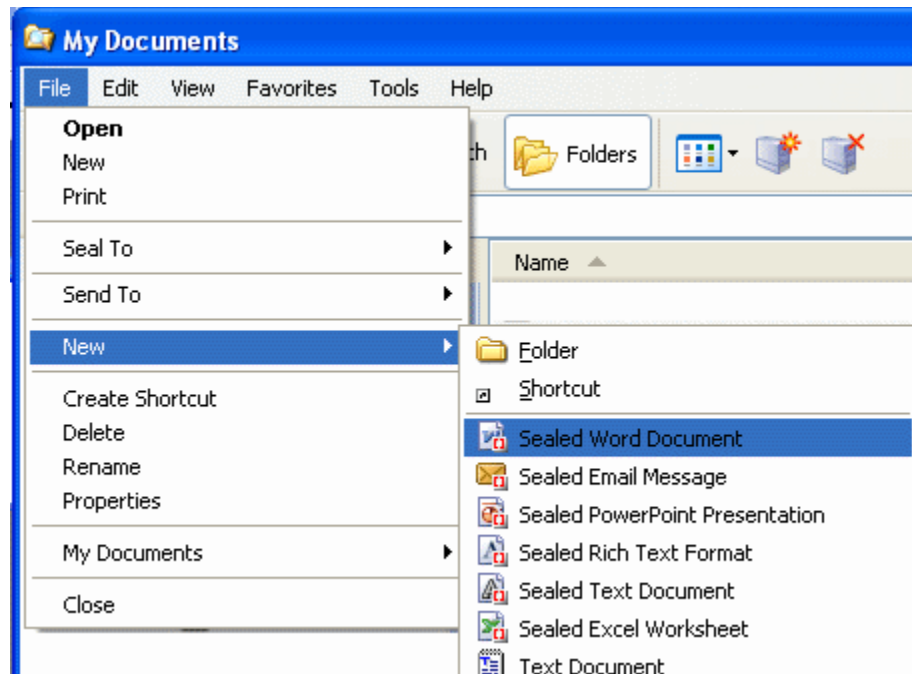 My Documents
File Edit View Favorites Tools Help
Open
New
Print
Folders
Seal To
Name
Send To
New
Folder
Create Shortcut
Shortcut
Delete
Sealed Word Document
Rename
Sealed Email Message
Properties
Sealed PowerPoint Presentation
My Documents
Sealed Rich Text Format
Close
Sealed Text Document
Sealed Excel Worksheet
Text Document